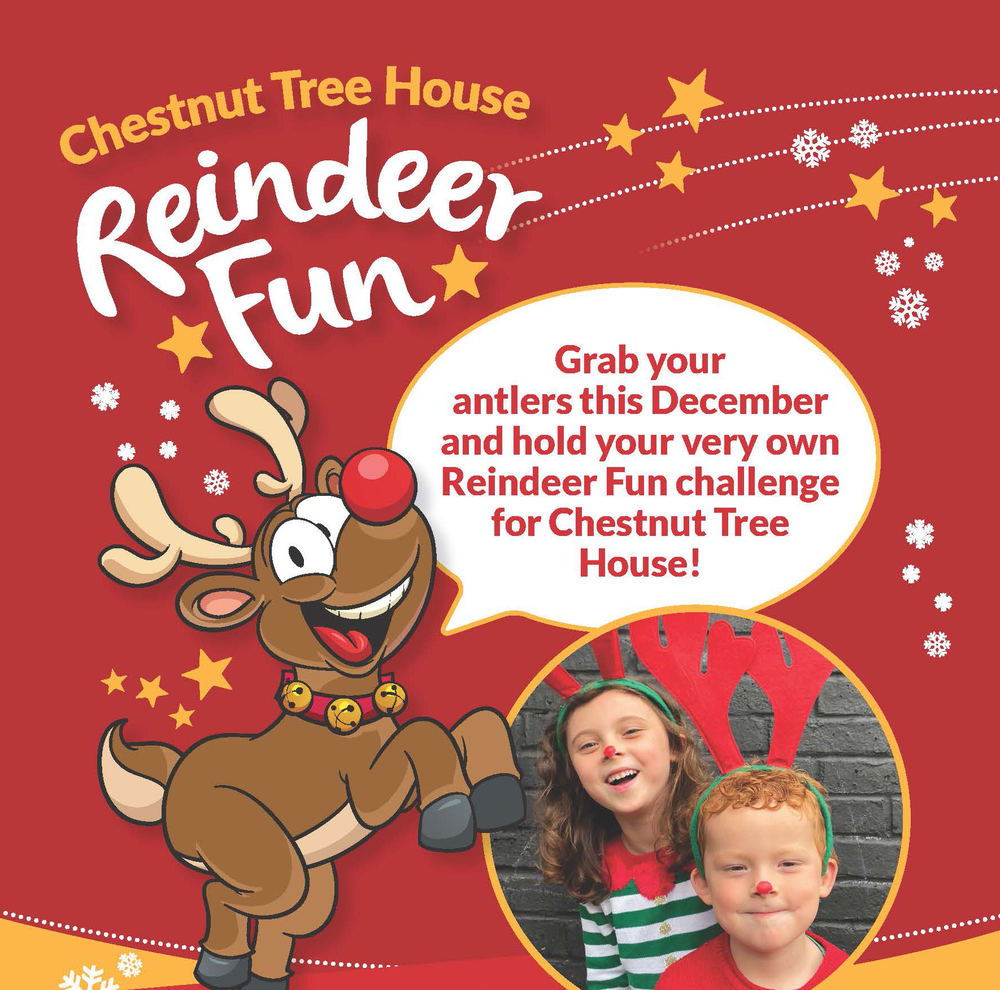 Chestnut Tree House
Reindeer
Fun
Grab your
antlers this December
and hold your very own
Reindeer Fun challenge
for Chestnut Tree
House!